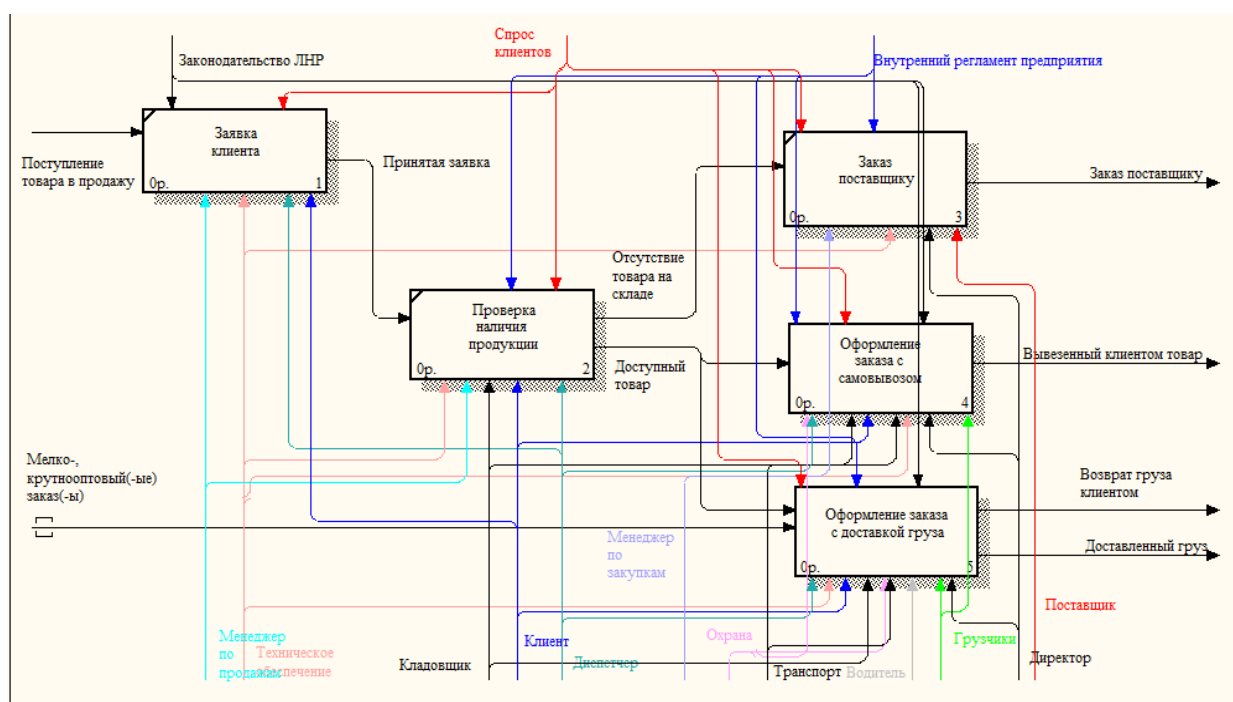 Спрос
клиентов
Законодательство ЛНР
Внутренний регламент предприятия
Заявка
клиента
0р.
1
Поступление
товара в продажу
Принятая заявка
Заказ
поставщику
0р.
3
Заказ поставщику
Отсутствие
товара на
складе
Проверка
наличия
продукции
0р.
2
Доступный
товар
Оформление
заказа с
самовывозом
0р.
4
Вывезенный клиентом товар
Мелко-,
крутнооптовый(-ые)
заказ(-ы)
Оформление заказа
с доставкой груза
0р.
5
Возврат груза
клиентом
Доставленный груз
Менеджер
по
закупкам
Поставщик
Менеджер
по
продажам
Техническое
обеспечение
Клиент
Кладовщик
Диспетчер
Охрана
Транспорт
Водитель
Грузчики
Директор